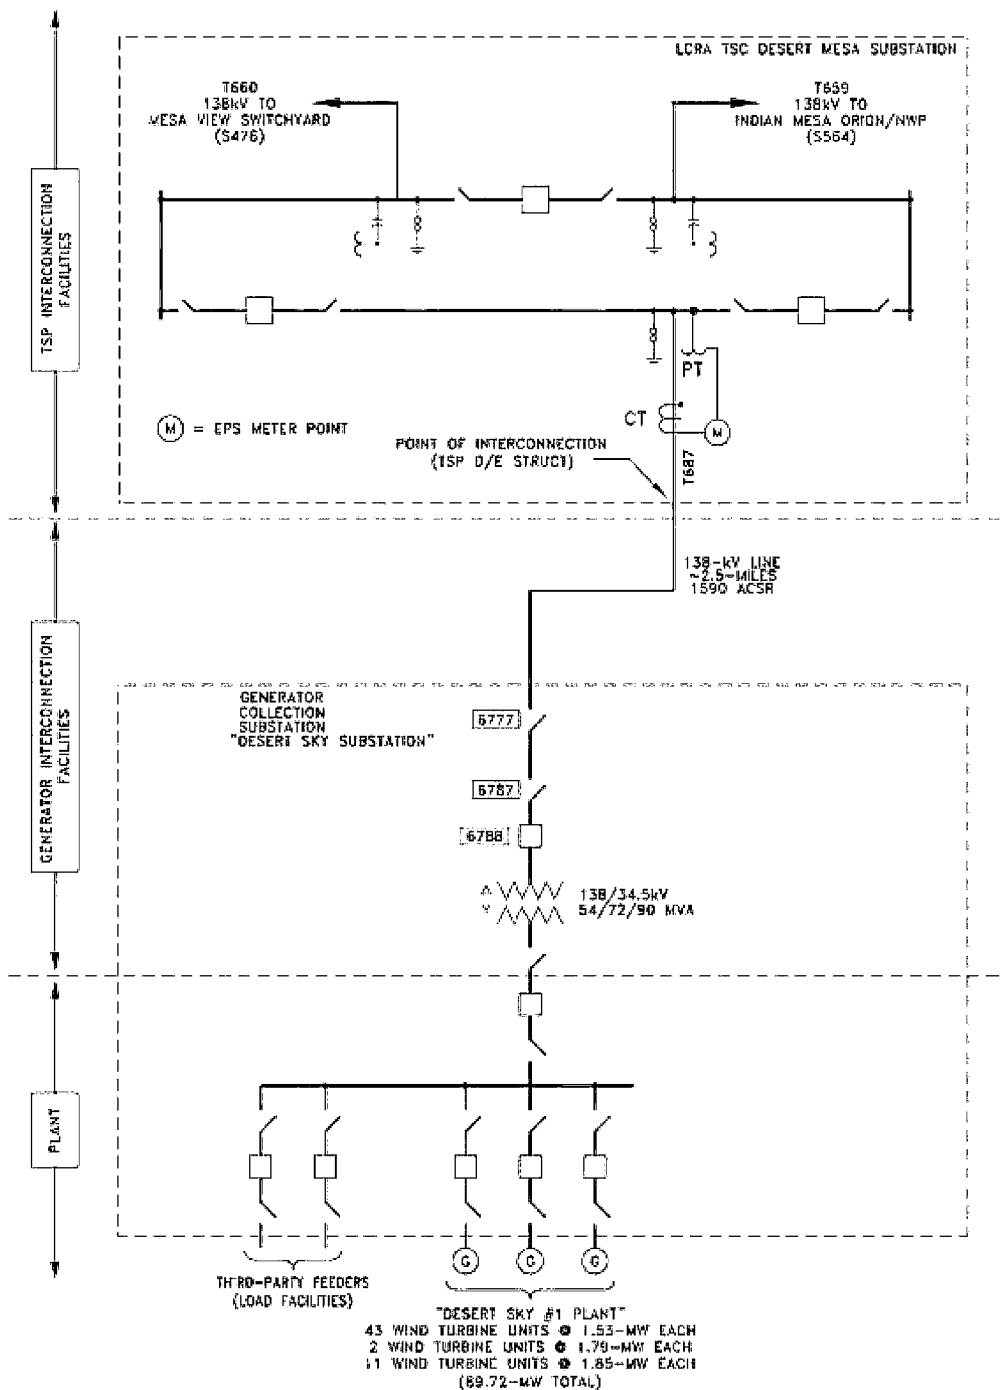 LCRA TSC DESERT MESA SUBSTATION
T660
138kV TO
MESA VIEW SWITCHYARD
(S476)
T659
138kV TO
INDIAN MESA ORION/NWP
(S564)
TSP INTERCONNECTION
FACILITIES
PT
CT
M
M = EPS METER POINT
T687
POINT OF INTERCONNECTION
(TSP D/E STRUCT)
138-kV LINE
~2.5-MILES
1590 ACSR
GENERATOR INTERCONNECTION
FACILITIES
GENERATOR
COLLECTION
SUBSTATION
"DESERT SKY SUBSTATION"
6777
6787
6788
138/34.5kV
54/72/90 MVA
PLANT
G G G
THIRD-PARTY FEEDERS
(LOAD FACILITIES)
"DESERT SKY #1 PLANT"
43 WIND TURBINE UNITS @ 1.53-MW EACH
2 WIND TURBINE UNITS @ 1.79-MW EACH
11 WIND TURBINE UNITS @ 1.85-MW EACH
(89.72-MW TOTAL)